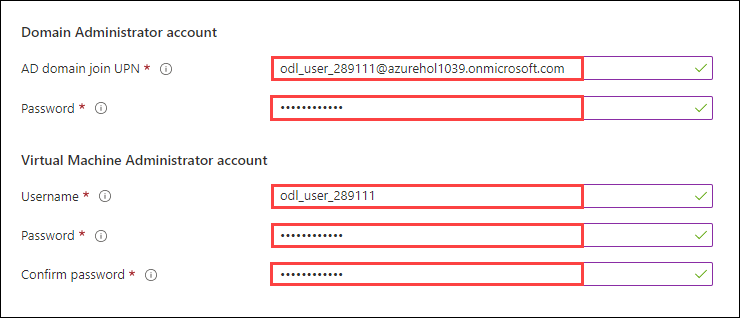 Domain Administrator account
AD domain join UPN * odl_user_289111@azurehol1039.onmicrosoft.com
Password * ••••••••••••
Virtual Machine Administrator account
Username * odl_user_289111
Password * ••••••••••••
Confirm password * ••••••••••••